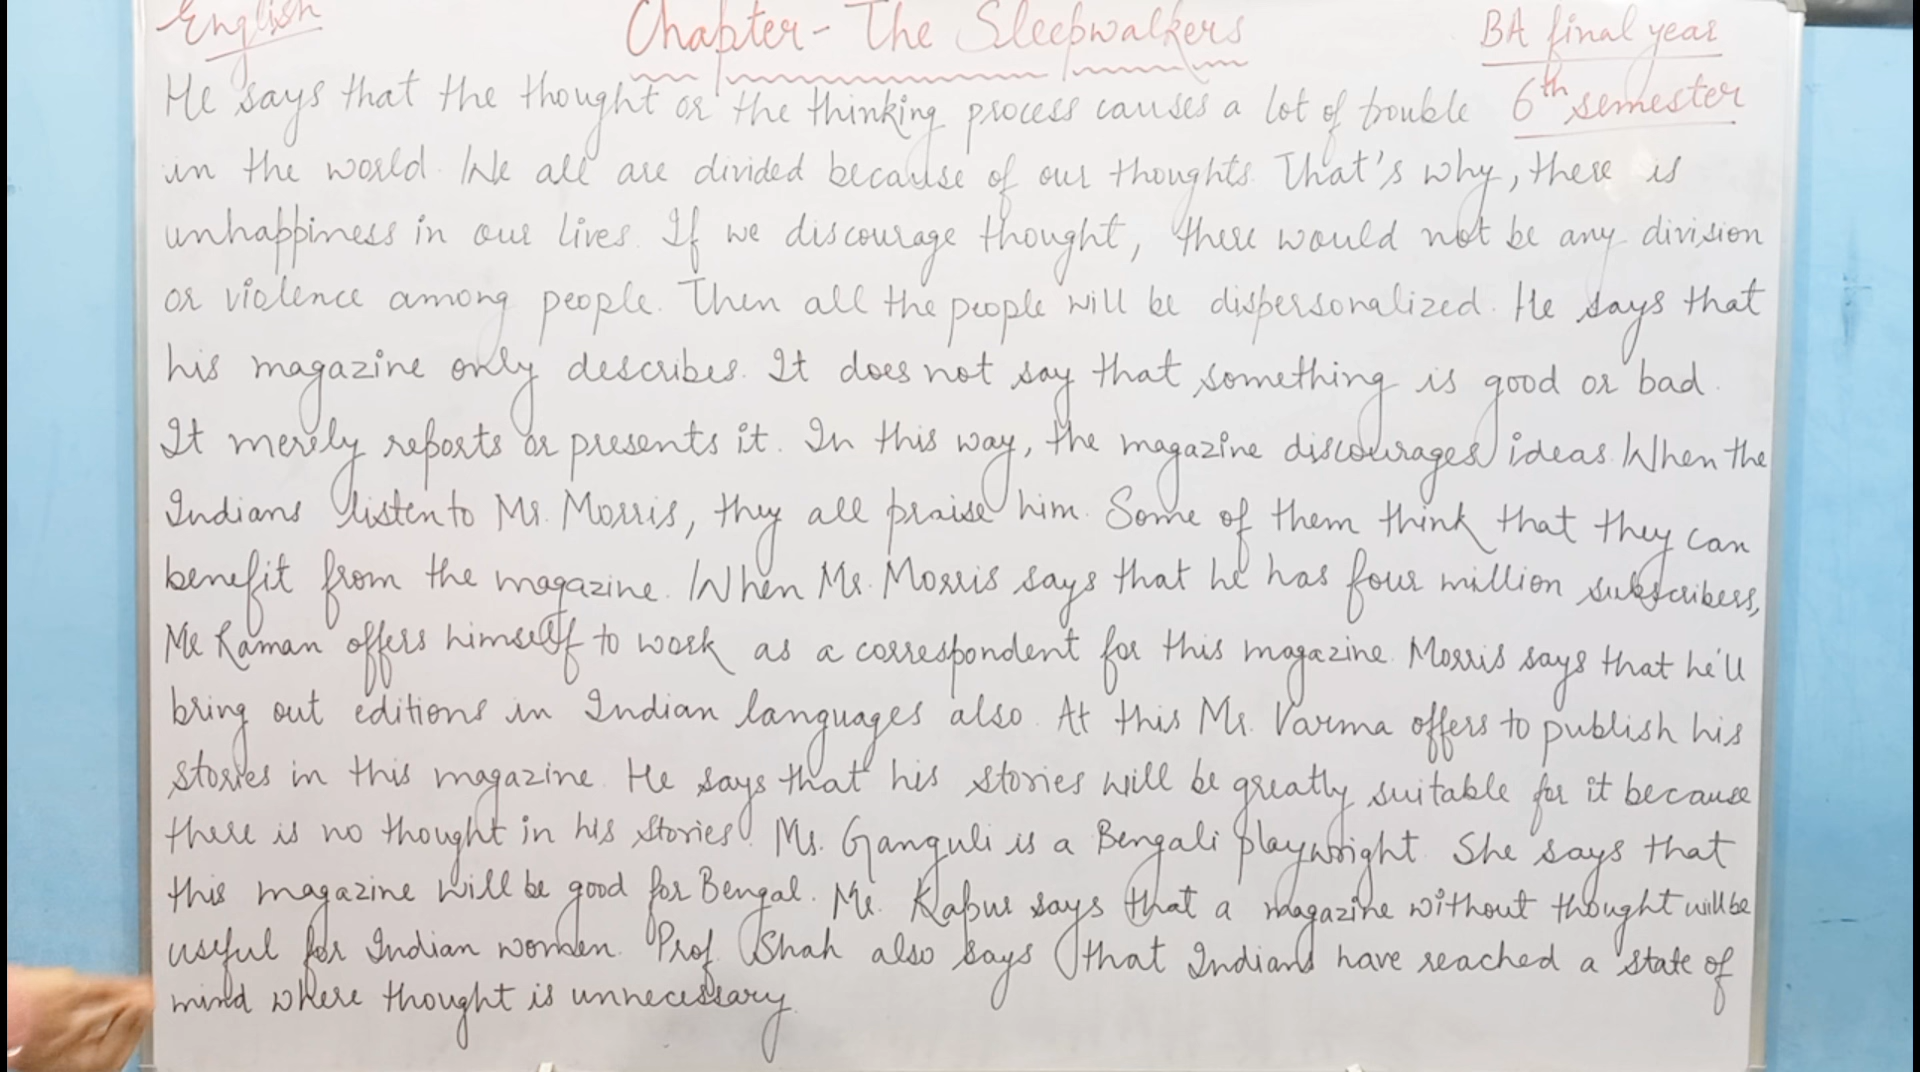 English
Chapter - The Sleepwalkers
BA final year
6th semester
He says that the thought or the thinking process causes a lot of trouble
in the world. We all are divided because of our thoughts. That's why, there is
unhappiness in our lives. If we discourage thought, there would not be any division
or violence among people. Then all the people will be dispersonalized. He says that
his magazine only describes. It does not say that something is good or bad.
It merely reports or presents it. In this way, the magazine discourages ideas. When the
Indians listen to Mr. Morris, they all praise him. Some of them think that they can
benefit from the magazine. When Mr. Morris says that he has four million subscribers,
Mr Raman offers himself to work as a correspondent for this magazine. Morris says that he'll
bring out editions in Indian languages also. At this Mr. Varma offers to publish his
stories in this magazine. He says that his stories will be greatly suitable for it because
there is no thought in his stories. Ms. Ganguli is a Bengali playwright. She says that
this magazine will be good for Bengal. Mr. Kapur says that a magazine without thought will be
useful for Indian women. Prof. Shah also says that Indians have reached a state of
mind where thought is unnecessary.